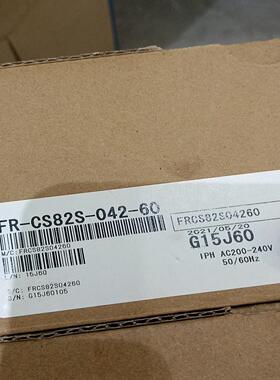 FR-CS82S-042-60
M/C: FRCS82S04260
L/N: 15J60
S/C: FRCS82S04260
S/N: G15J60105
FRCS82S04260
2021/05/20
G15J60
1PH AC200-240V
50/60Hz